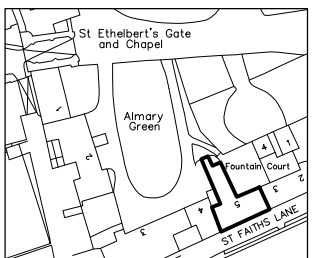 St Ethelbert's Gate
and Chapel
1
Almary
Green
2
4
1
Fountain Court
2
3
5
4
3
ST FAITHS LANE